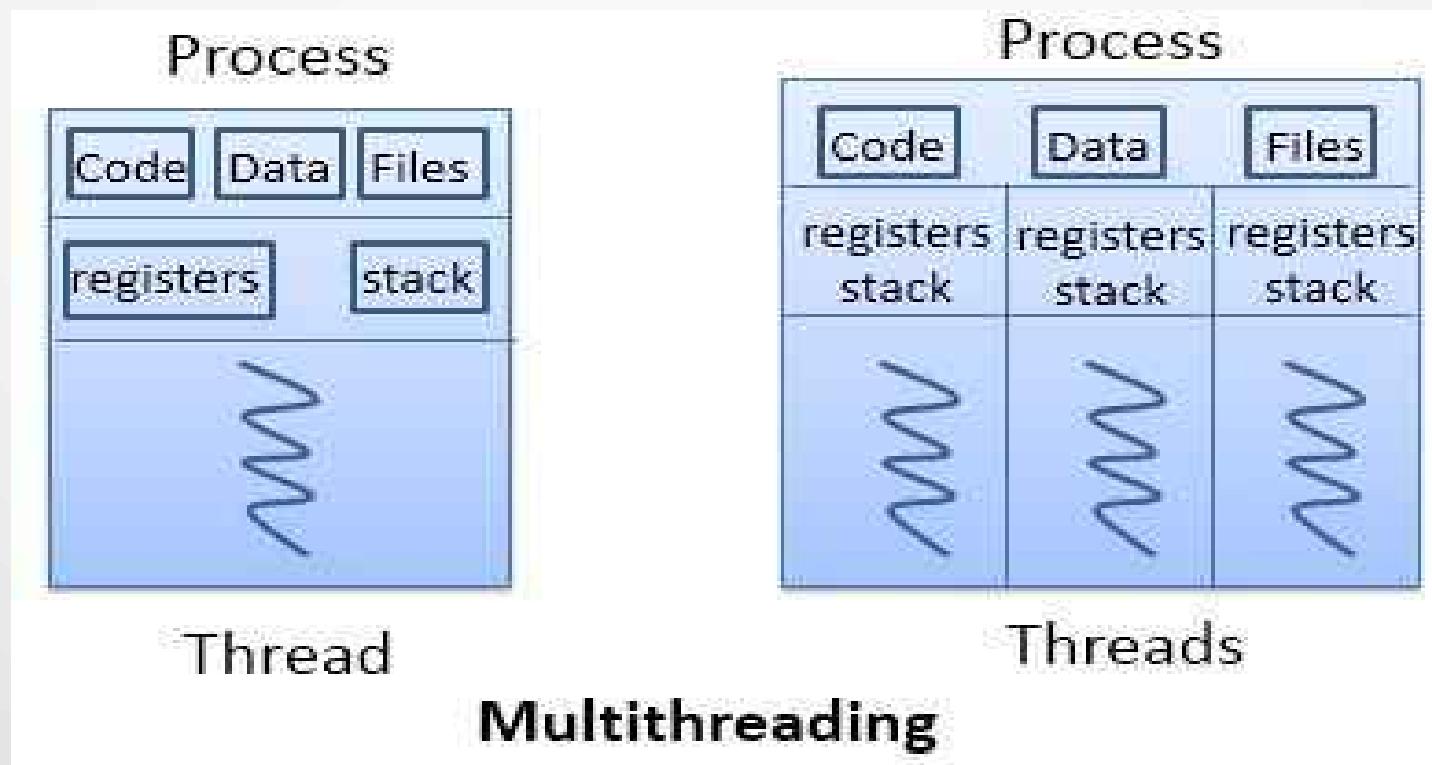 Process
Code Data Files
registers stack
Thread
Process
Code Data Files
registers registers registers
stack stack stack
Threads
Multithreading